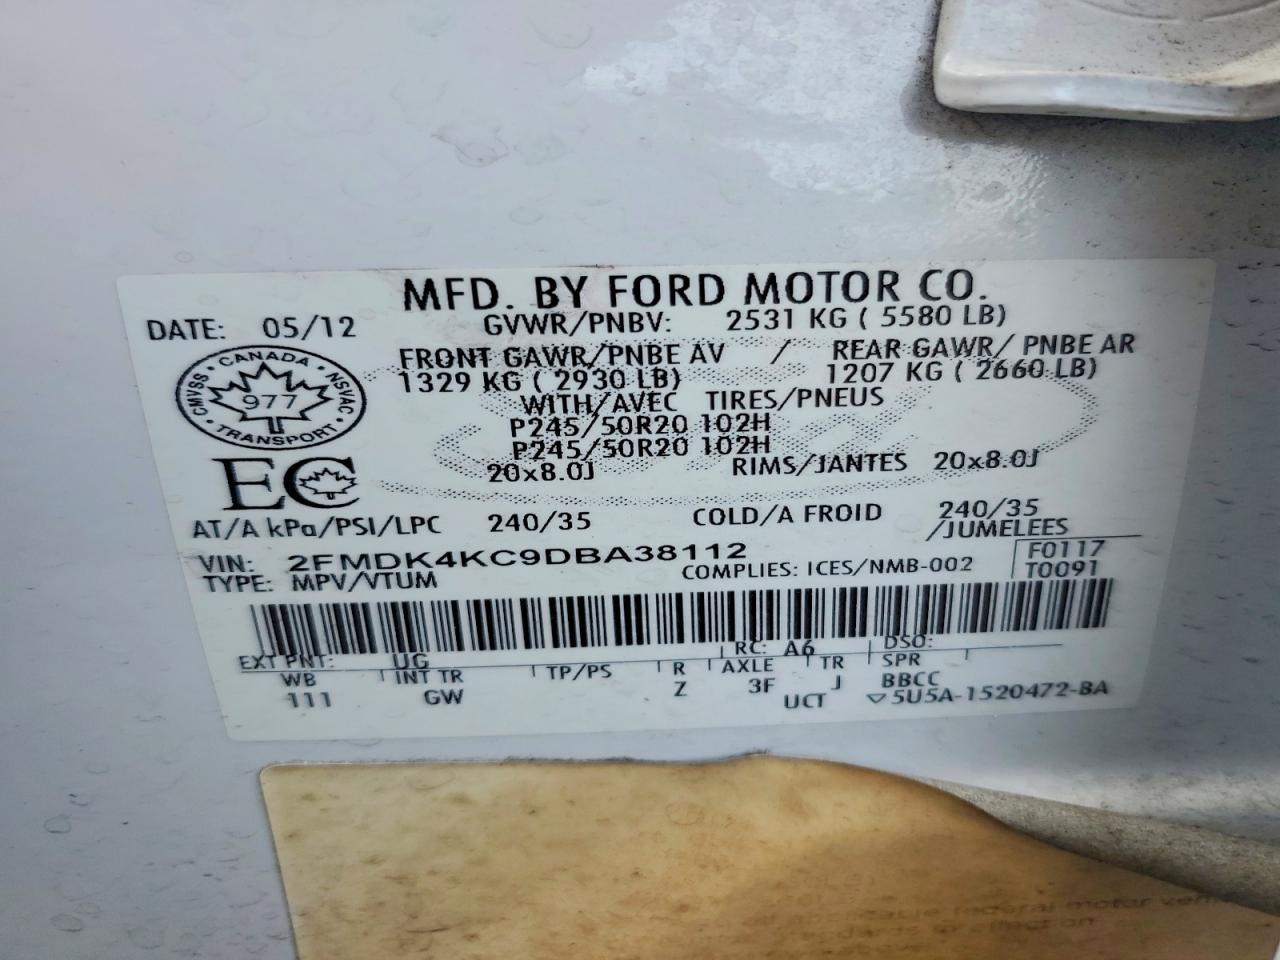 MFD. BY FORD MOTOR CO.
DATE: 05/12 GVWR/PNBV: 2531 KG ( 5580 LB)
FRONT GAWR/PNBE AV / REAR GAWR/ PNBE AR
1329 KG ( 2930 LB) 1207 KG ( 2660 LB)
WITH/AVEC TIRES/PNEUS
P245/50R20 102H
P245/50R20 102H
20x8.0J RIMS/JANTES 20x8.0J
CANADA
CMVSS · NSVAC
977
TRANSPORT
EC
AT/A kPa/PSI/LPC 240/35 COLD/A FROID 240/35
/JUMELEES
VIN: 2FMDK4KC9DBA38112 F0117
TYPE: MPV/VTUM COMPLIES: ICES/NMB-002 T0091
EXT PNT: UG RC: A6 DSO:
WB INT TR TP/PS R AXLE TR SPR
111 GW Z 3F J BBCC
UCT ▽5U5A-1520472-BA
federal motor